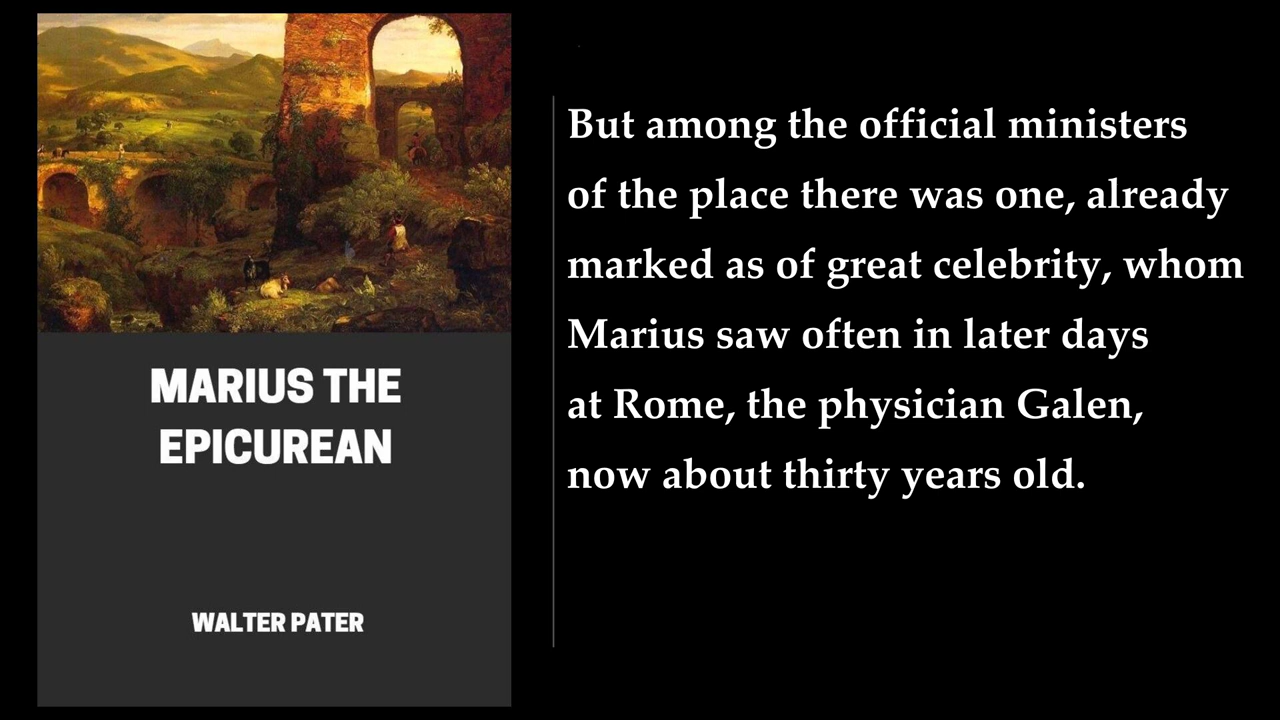 MARIUS THE
EPICUREAN
WALTER PATER
But among the official ministers
of the place there was one, already
marked as of great celebrity, whom
Marius saw often in later days
at Rome, the physician Galen,
now about thirty years old.